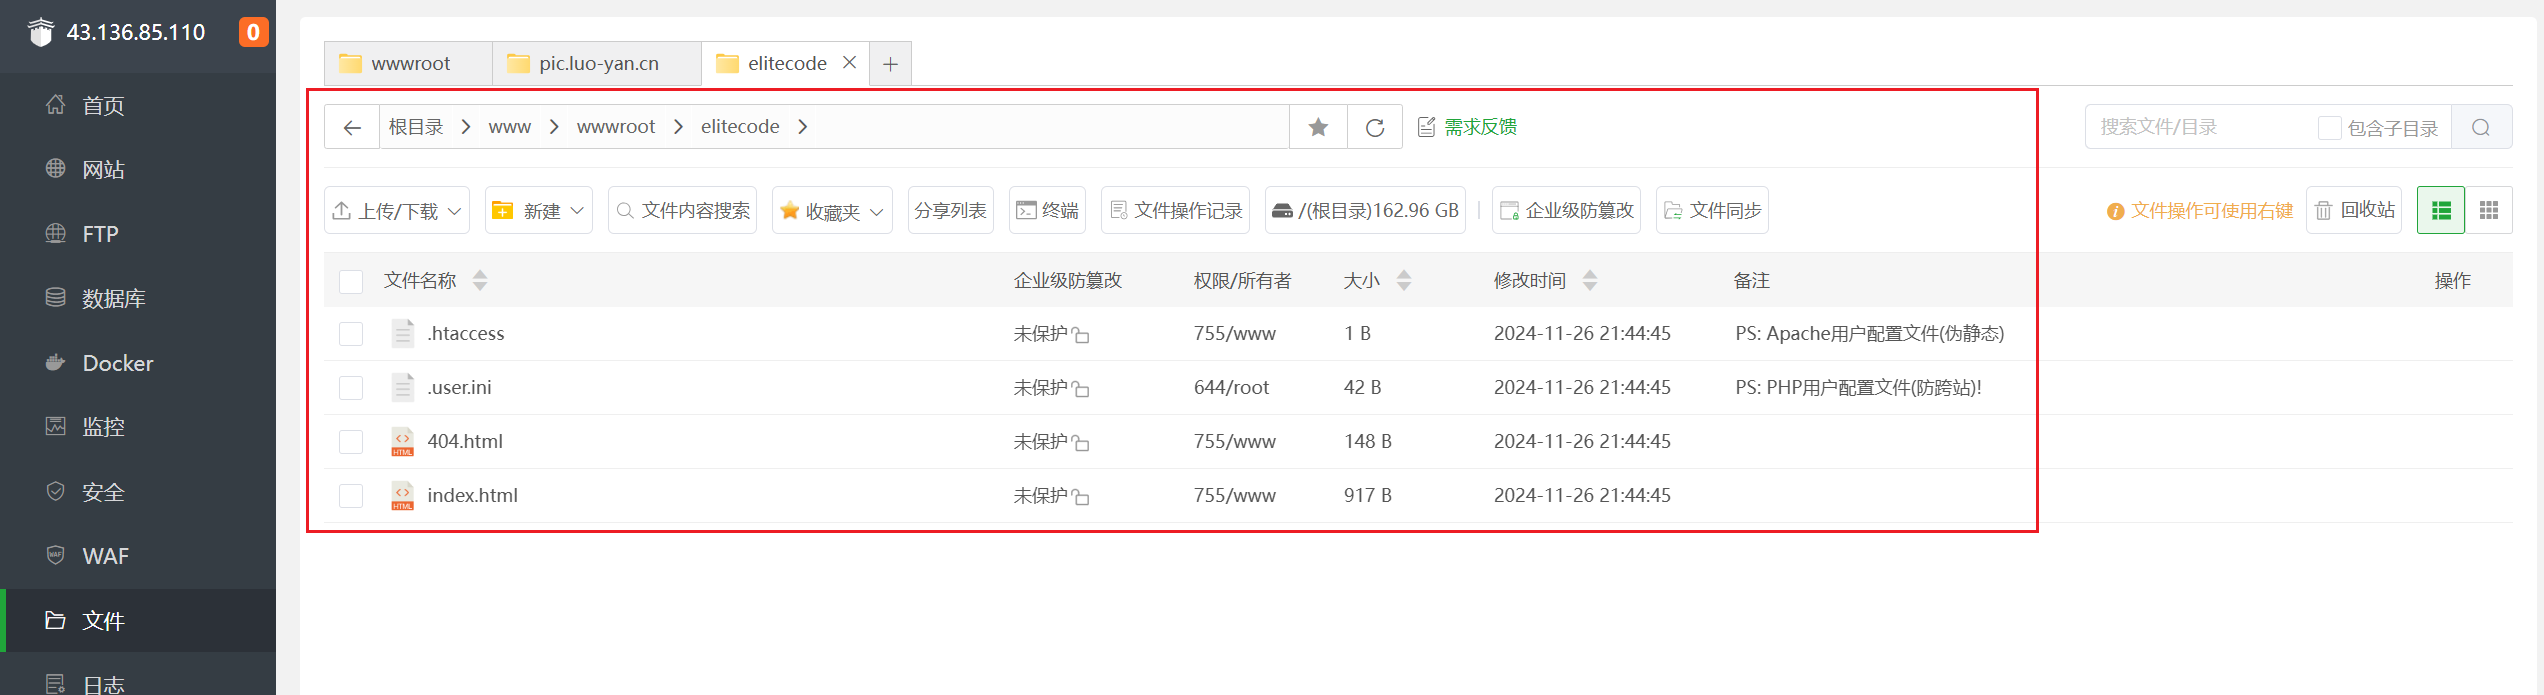 43.136.85.110 0
首页
网站
FTP
数据库
Docker
监控
安全
WAF
文件
日志
wwwroot pic.luo-yan.cn elitecode
根目录 www wwwroot elitecode 需求反馈 搜索文件/目录 包含子目录
上传/下载 新建 文件内容搜索 收藏夹 分享列表 终端 文件操作记录 /(根目录)162.96 GB 企业级防篡改 文件同步 文件操作可使用右键 回收站
文件名称 企业级防篡改 权限/所有者 大小 修改时间 备注 操作
.htaccess 未保护 755/www 1 B 2024-11-26 21:44:45 PS: Apache用户配置文件(伪静态)
.user.ini 未保护 644/root 42 B 2024-11-26 21:44:45 PS: PHP用户配置文件(防跨站)!
HTML 404.html 未保护 755/www 148 B 2024-11-26 21:44:45
HTML index.html 未保护 755/www 917 B 2024-11-26 21:44:45